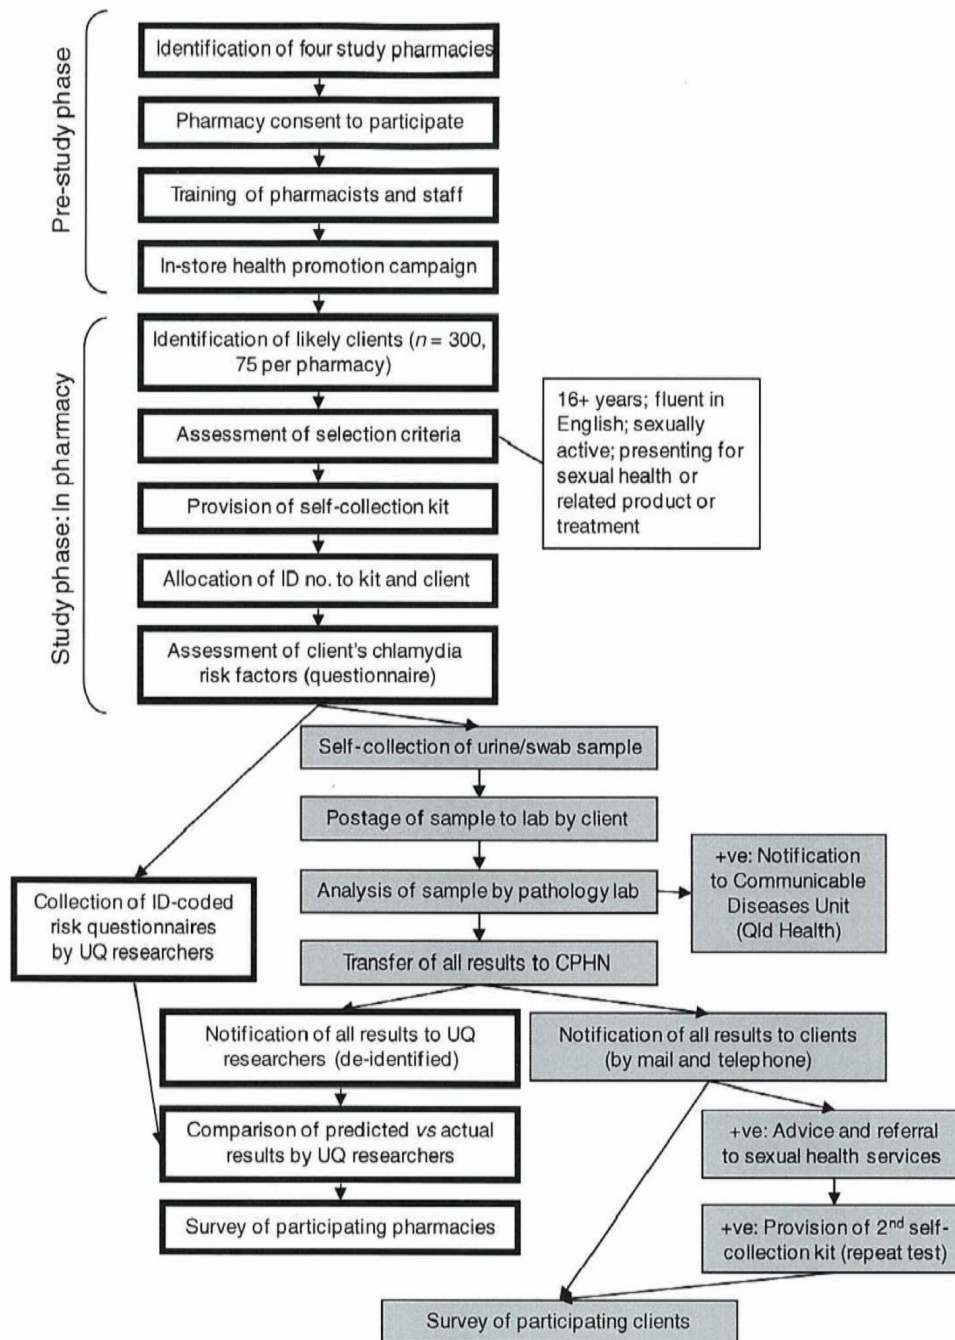 Pre-study phase
Identification of four study pharmacies
Pharmacy consent to participate
Training of pharmacists and staff
In-store health promotion campaign
Study phase: In pharmacy
Identification of likely clients (n = 300,
75 per pharmacy)
Assessment of selection criteria
16+ years; fluent in
English; sexually
active; presenting for
sexual health or
related product or
treatment
Provision of self-collection kit
Allocation of ID no. to kit and client
Assessment of client's chlamydia
risk factors (questionnaire)
Self-collection of urine/swab sample
Postage of sample to lab by client
Analysis of sample by pathology lab
+ve: Notification
to Communicable
Diseases Unit
(Qld Health)
Collection of ID-coded
risk questionnaires
by UQ researchers
Transfer of all results to CPHN
Notification of all results to UQ
researchers (de-identified)
Notification of all results to clients
(by mail and telephone)
Comparison of predicted vs actual
results by UQ researchers
+ve: Advice and referral
to sexual health services
Survey of participating pharmacies
+ve: Provision of 2nd self-
collection kit (repeat test)
Survey of participating clients